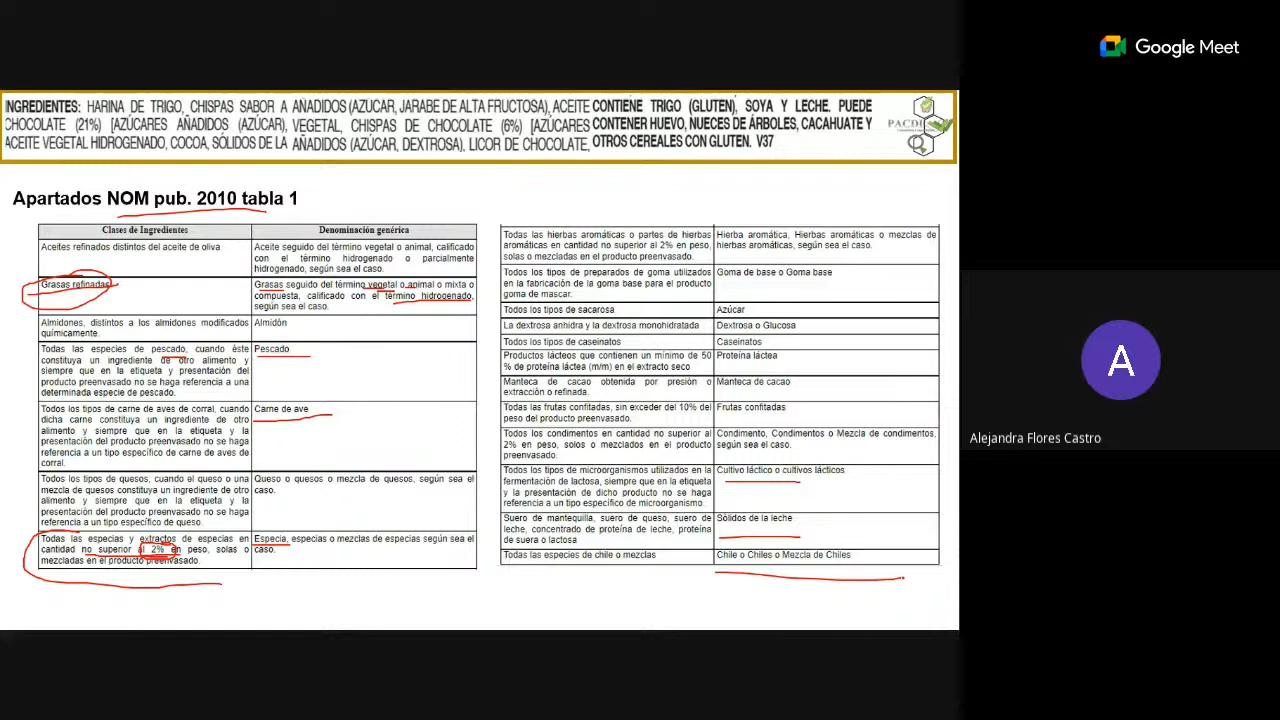 Google Meet
INGREDIENTES: HARINA DE TRIGO, CHISPAS SABOR A
CHOCOLATE (21%) [AZÚCARES AÑADIDOS (AZÚCAR),
ACEITE VEGETAL HIDROGENADO, COCOA, SÓLIDOS DE LA
AÑADIDOS (AZÚCAR, JARABE DE ALTA FRUCTOSA), ACEITE
VEGETAL, CHISPAS DE CHOCOLATE (6%) [AZÚCARES
AÑADIDOS (AZÚCAR, DEXTROSA), LICOR DE CHOCOLATE,
CONTIENE TRIGO (GLUTEN), SOYA Y LECHE. PUEDE
CONTENER HUEVO, NUECES DE ÁRBOLES, CACAHUATE Y
OTROS CEREALES CON GLUTEN. V37
Apartados NOM pub. 2010 tabla 1
Clases de Ingredientes
Denominación genérica
Aceites refinados distintos del aceite de oliva
Aceite seguido del término vegetal o animal, calificado
con el término hidrogenado o parcialmente
hidrogenado, según sea el caso.
Grasas refinadas
Grasas seguido del término vegetal o animal o mixta o
compuesta, calificado con el término hidrogenado,
según sea el caso.
Almidones, distintos a los almidones modificados
químicamente.
Almidón
Todas las especies de pescado, cuando éste
constituya un ingrediente de otro alimento y
siempre que en la etiqueta y presentación del
producto preenvasado no se haga referencia a una
determinada especie de pescado.
Pescado
Todos los tipos de carne de aves de corral, cuando
dicha carne constituya un ingrediente de otro
alimento y siempre que en la etiqueta y la
presentación del producto preenvasado no se haga
referencia a un tipo específico de carne de aves de
corral.
Carne de ave
Todos los tipos de quesos, cuando el queso o una
mezcla de quesos constituya un ingrediente de otro
alimento y siempre que en la etiqueta y la
presentación del producto preenvasado no se haga
referencia a un tipo específico de queso.
Queso o quesos o mezcla de quesos, según sea el
caso.
Todas las especias y extractos de especias en
cantidad no superior al 2% en peso, solas o
mezcladas en el producto preenvasado.
Especia, especias o mezclas de especias según sea el
caso.
Todas las hierbas aromáticas o partes de hierbas
aromáticas en cantidad no superior al 2% en peso,
solas o mezcladas en el producto preenvasado.
Hierba aromática, Hierbas aromáticas o mezclas de
hierbas aromáticas, según sea el caso.
Todos los tipos de preparados de goma utilizados
en la fabricación de la goma base para el producto
goma de mascar.
Goma de base o Goma base
Todos los tipos de sacarosa
Azúcar
La dextrosa anhidra y la dextrosa monohidratada
Dextrosa o Glucosa
Todos los tipos de caseinatos
Caseinatos
Productos lácteos que contienen un mínimo de 50
% de proteína láctea (m/m) en el extracto seco
Proteína láctea
Manteca de cacao obtenida por presión o
extracción o refinada.
Manteca de cacao
Todas las frutas confitadas, sin exceder del 10% del
peso del producto preenvasado.
Frutas confitadas
Todos los condimentos en cantidad no superior al
2% en peso, solos o mezclados en el producto
preenvasado.
Condimento, Condimentos o Mezcla de condimentos,
según sea el caso.
Todos los tipos de microorganismos utilizados en la
fermentación de lactosa, siempre que en la etiqueta
y la presentación de dicho producto no se haga
referencia a un tipo específico de microorganismo.
Cultivo láctico o cultivos lácticos
Suero de mantequilla, suero de queso, suero de
leche, concentrado de proteína de leche, proteína
de suero o lactosa
Sólidos de la leche
Todas las especies de chile o mezclas
Chile o Chiles o Mezcla de Chiles
A
Alejandra Flores Castro